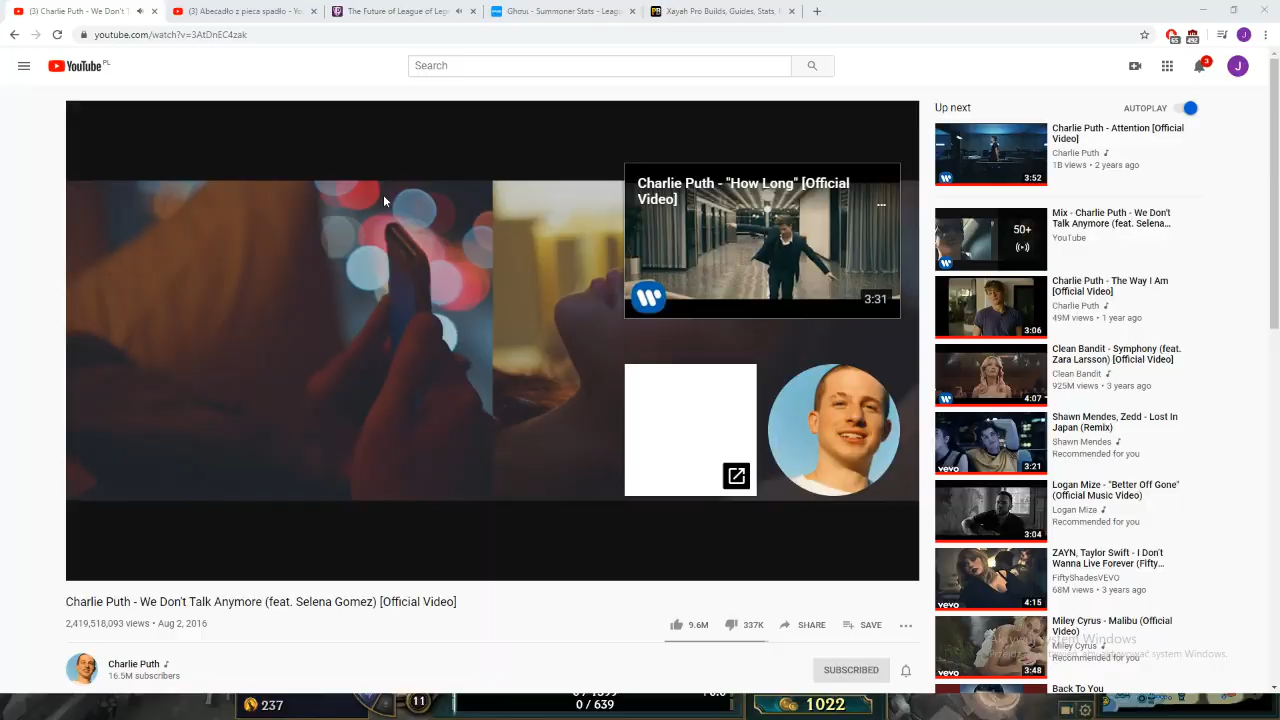 (3) Charlie Puth - We Don't T
(3) Abecadło z pieca spadło - Yo
The Future of League of Leg
Ghoul - Summoner Stats - League
Xayah Pro Builds, Guides, Stats,
youtube.com/watch?v=3AtDnEC4zak
65
492
J
YouTube PL
Search
3
J
Charlie Puth - "How Long" [Official
Video]
3:31
Up next
AUTOPLAY
Charlie Puth - Attention [Official
Video]
Charlie Puth
1B views • 2 years ago
3:52
Mix - Charlie Puth - We Don't
Talk Anymore (feat. Selena...
YouTube
50+
Charlie Puth - The Way I Am
[Official Video]
Charlie Puth
49M views • 1 year ago
3:06
Clean Bandit - Symphony (feat.
Zara Larsson) [Official Video]
Clean Bandit
925M views • 3 years ago
4:07
Shawn Mendes, Zedd - Lost In
Japan (Remix)
Shawn Mendes
Recommended for you
vevo
3:21
Logan Mize - "Better Off Gone"
(Official Music Video)
Logan Mize
Recommended for you
3:04
ZAYN, Taylor Swift - I Don't
Wanna Live Forever (Fifty...
FiftyShadesVEVO
68M views • 3 years ago
vevo
4:15
Miley Cyrus - Malibu (Official
Video)
Miley Cyrus
Recommended for you
vevo
3:48
Back To You
Charlie Puth - We Don't Talk Anymore (feat. Selena Gomez) [Official Video]
2,419,518,093 views • Aug 2, 2016
9.6M
337K
SHARE
SAVE
Charlie Puth
16.5M subscribers
SUBSCRIBED
system Windows
aktywować system Windows.
237
11
0 / 639
1022